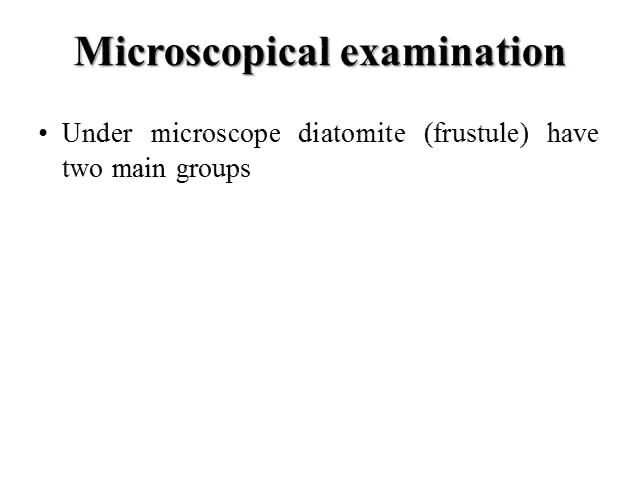 Microscopical examination
• Under microscope diatomite (frustule) have
two main groups